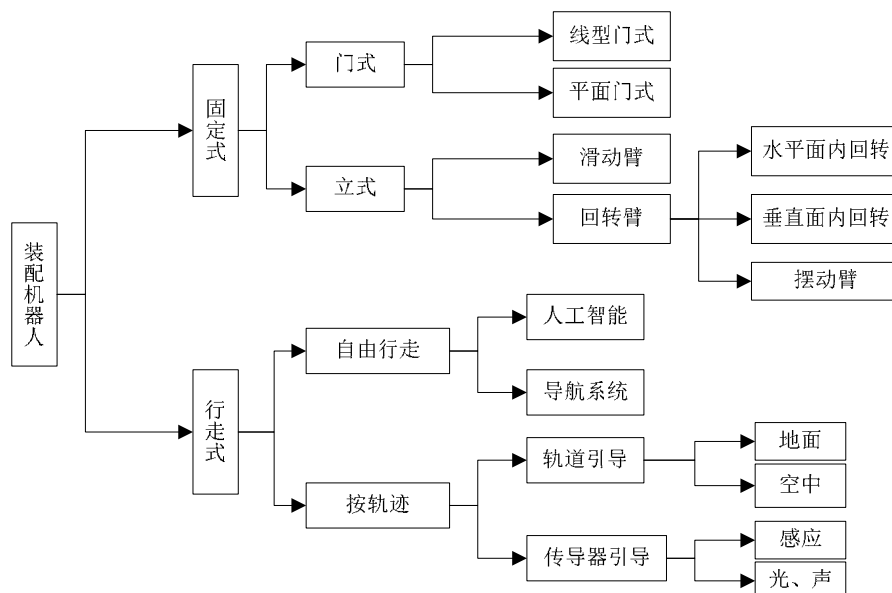 装配机器人
固定式
门式
线型门式
平面门式
立式
滑动臂
回转臂
水平面内回转
垂直面内回转
摆动臂
行走式
自由行走
人工智能
导航系统
按轨迹
轨道引导
地面
空中
传导器引导
感应
光、声